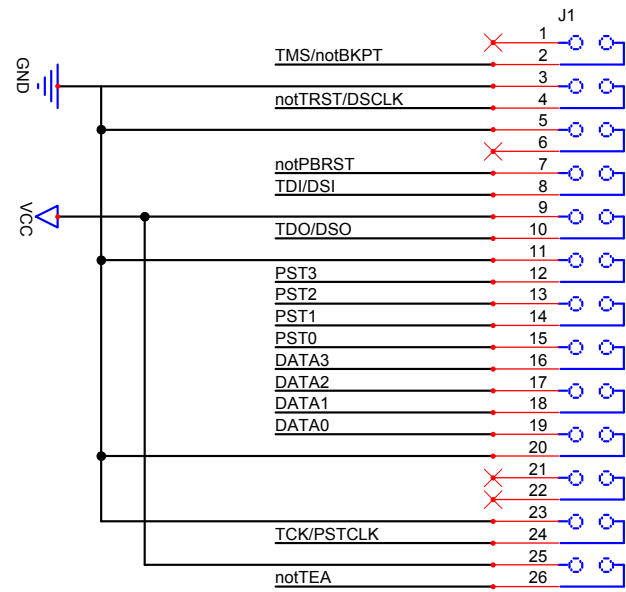 J1
1
TMS/notBKPT 2
GND 3
notTRST/DSCLK 4
5
6
notPBRST 7
TDI/DSI 8
VCC 9
TDO/DSO 10
11
PST3 12
PST2 13
PST1 14
PST0 15
DATA3 16
DATA2 17
DATA1 18
DATA0 19
20
21
22
23
TCK/PSTCLK 24
25
notTEA 26